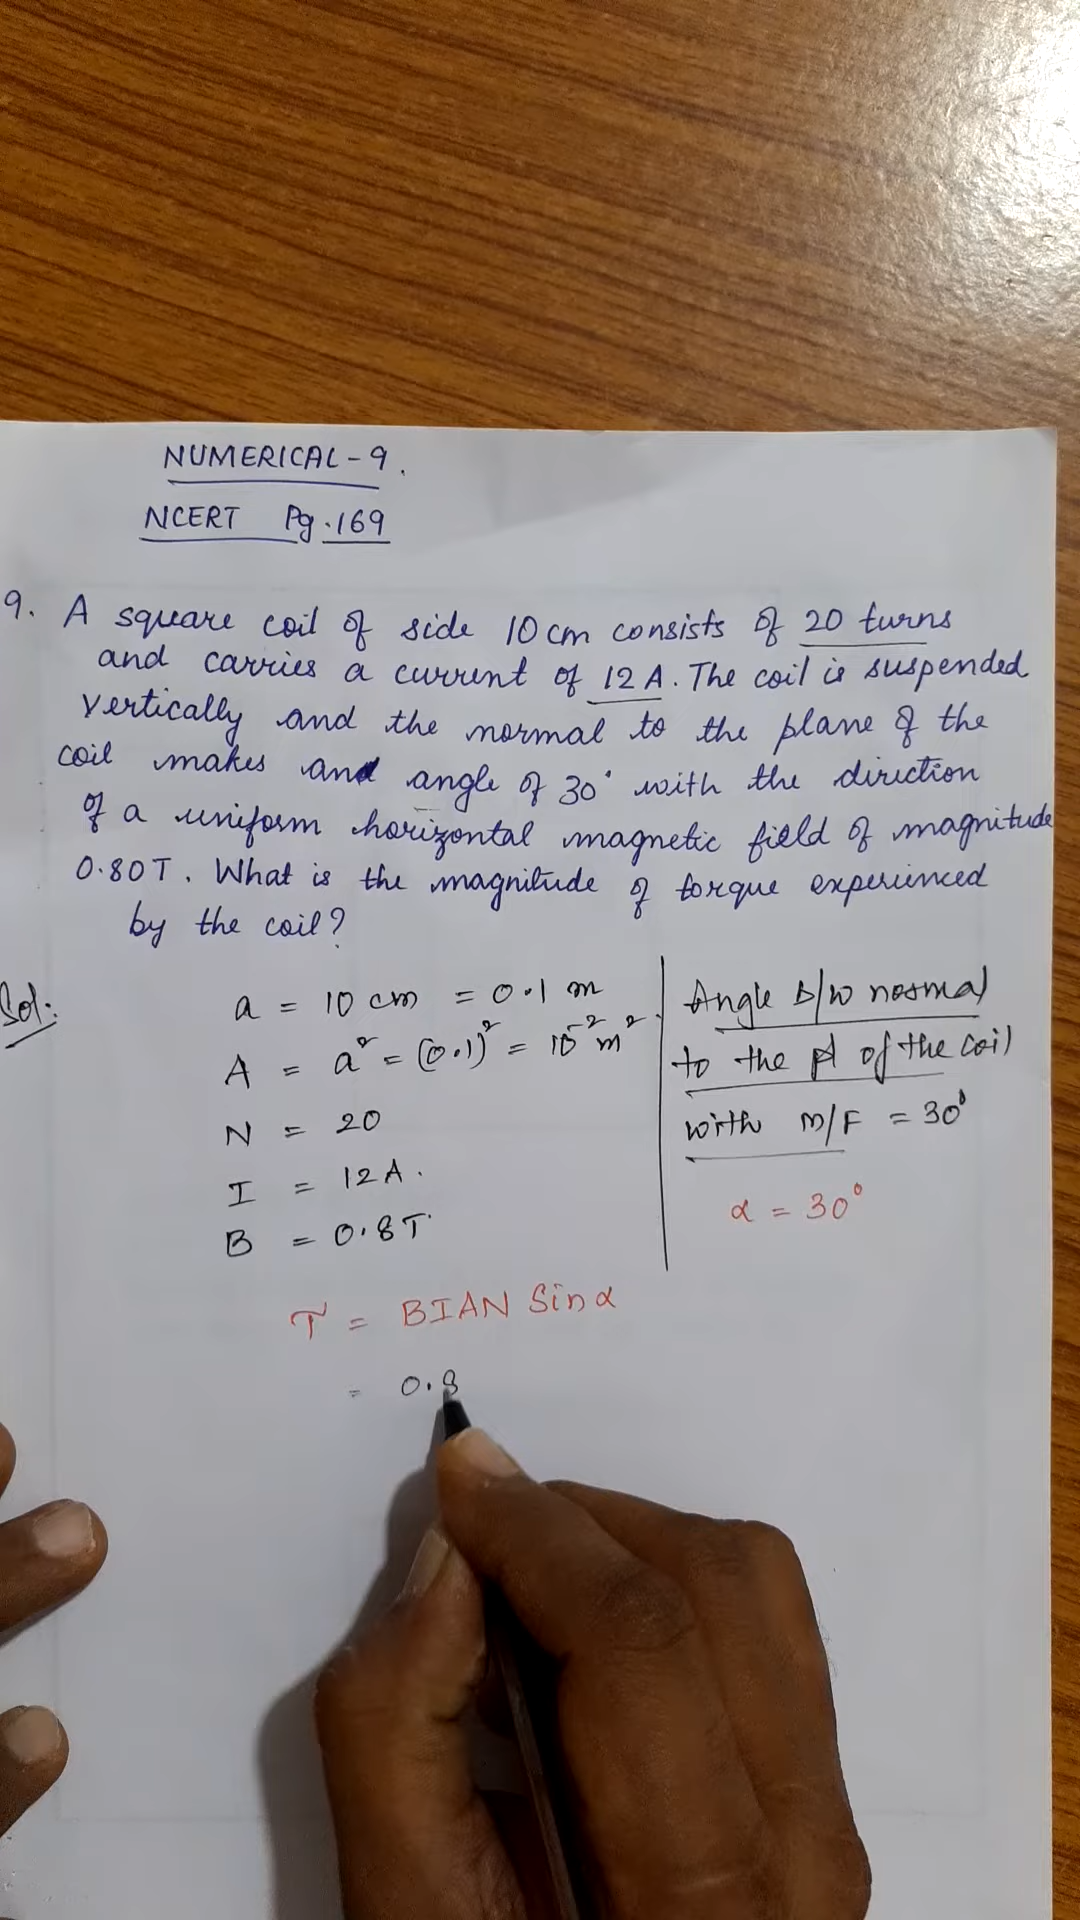 NUMERICAL - 9.
NCERT Pg.169
9. A square coil of side 10 cm consists of 20 turns
and carries a current of 12 A. The coil is suspended
vertically and the normal to the plane of the
coil makes and angle of 30° with the direction
of a uniform horizontal magnetic field of magnitude
0.80T. What is the magnitude of torque experienced
by the coil?
Sol:
a = 10 cm = 0.1 m
A = a² = (0.1)² = 10⁻² m².
N = 20
I = 12 A.
B = 0.8T.
Angle b/w normal
to the pl of the coil
with m/F = 30°
α = 30°
τ = BIAN Sin α
= 0.8